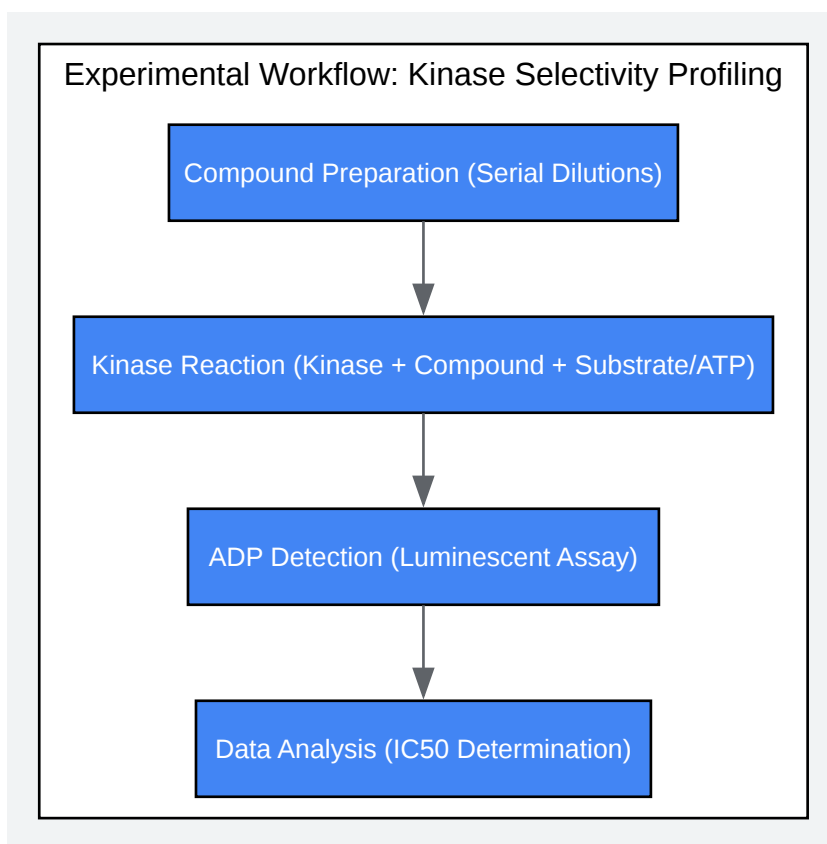 Experimental Workflow: Kinase Selectivity Profiling
Compound Preparation (Serial Dilutions)
Kinase Reaction (Kinase + Compound + Substrate/ATP)
ADP Detection (Luminescent Assay)
Data Analysis (IC50 Determination)